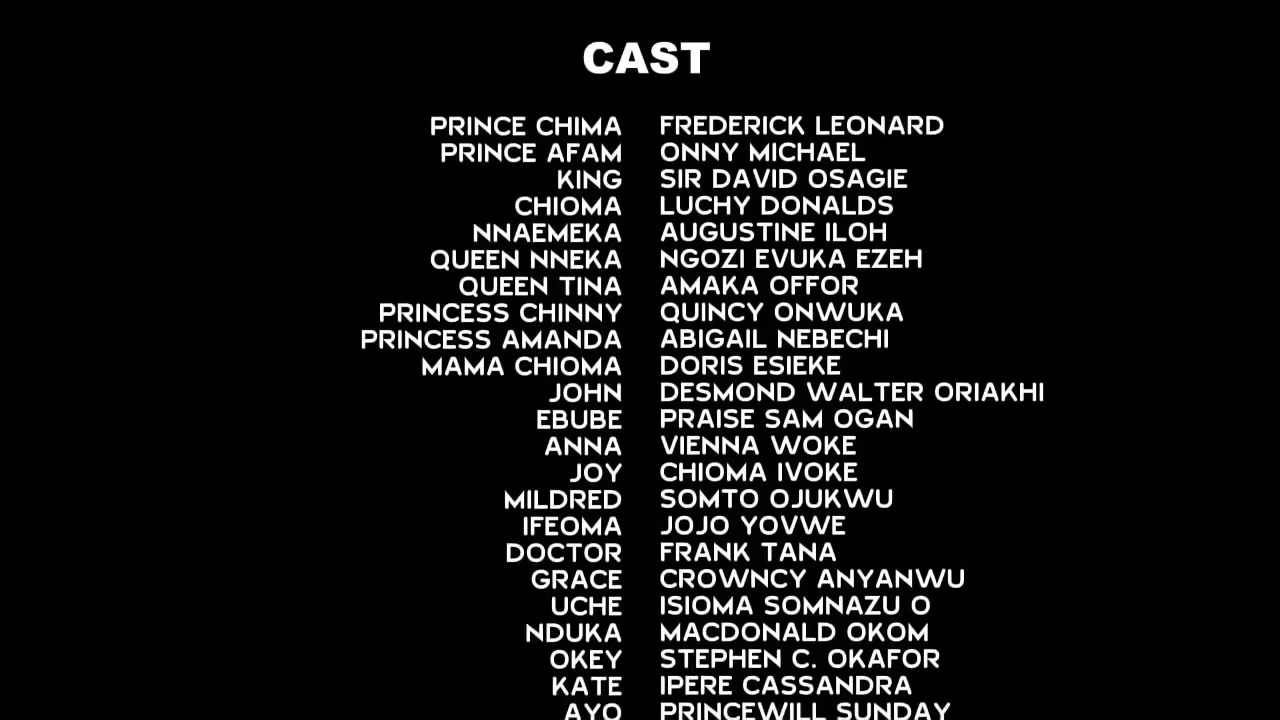 CAST
PRINCE CHIMA FREDERICK LEONARD
PRINCE AFAM ONNY MICHAEL
KING SIR DAVID OSAGIE
CHIOMA LUCHY DONALDS
NNAEMEKA AUGUSTINE ILOH
QUEEN NNEKA NGOZI EVUKA EZEH
QUEEN TINA AMAKA OFFOR
PRINCESS CHINNY QUINCY ONWUKA
PRINCESS AMANDA ABIGAIL NEBECHI
MAMA CHIOMA DORIS ESIEKE
JOHN DESMOND WALTER ORIAKHI
EBUBE PRAISE SAM OGAN
ANNA VIENNA WOKE
JOY CHIOMA IVOKE
MILDRED SOMTO OJUKWU
IFEOMA JOJO YOVWE
DOCTOR FRANK TANA
GRACE CROWNCY ANYANWU
UCHE ISIOMA SOMNAZU O
NDUKA MACDONALD OKOM
OKEY STEPHEN C. OKAFOR
KATE IPERE CASSANDRA
AYO PRINCEWILL SUNDAY